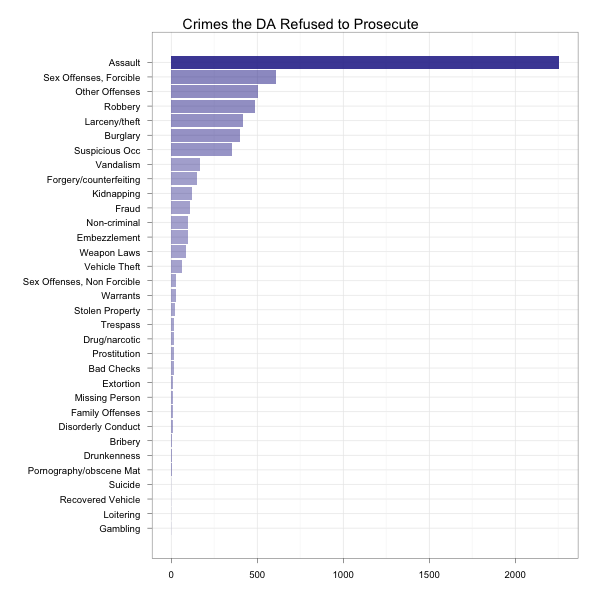 Crimes the DA Refused to Prosecute
Assault
Sex Offenses, Forcible
Other Offenses
Robbery
Larceny/theft
Burglary
Suspicious Occ
Vandalism
Forgery/counterfeiting
Kidnapping
Fraud
Non-criminal
Embezzlement
Weapon Laws
Vehicle Theft
Sex Offenses, Non Forcible
Warrants
Stolen Property
Trespass
Drug/narcotic
Prostitution
Bad Checks
Extortion
Missing Person
Family Offenses
Disorderly Conduct
Bribery
Drunkenness
Pornography/obscene Mat
Suicide
Recovered Vehicle
Loitering
Gambling
0 500 1000 1500 2000